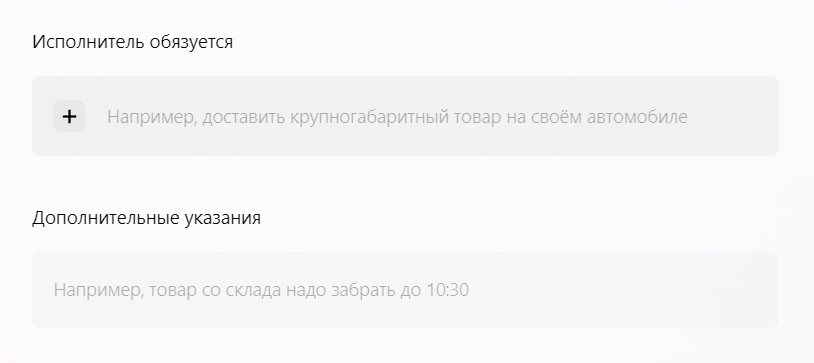 Исполнитель обязуется
Например, доставить крупногабаритный товар на своём автомобиле
Дополнительные указания
Например, товар со склада надо забрать до 10:30